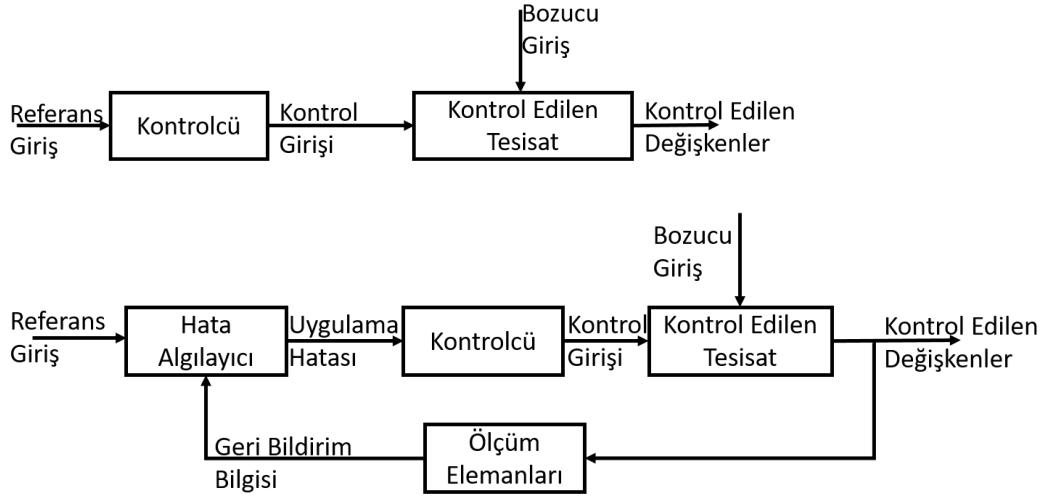 Bozucu
Giriş
Referans
Giriş
Kontrolcü
Kontrol
Girişi
Kontrol Edilen
Tesisat
Kontrol Edilen
Değişkenler
Bozucu
Giriş
Referans
Giriş
Hata
Algılayıcı
Uygulama
Hatası
Kontrolcü
Kontrol
Girişi
Kontrol Edilen
Tesisat
Kontrol Edilen
Değişkenler
Geri Bildirim
Bilgisi
Ölçüm
Elemanları